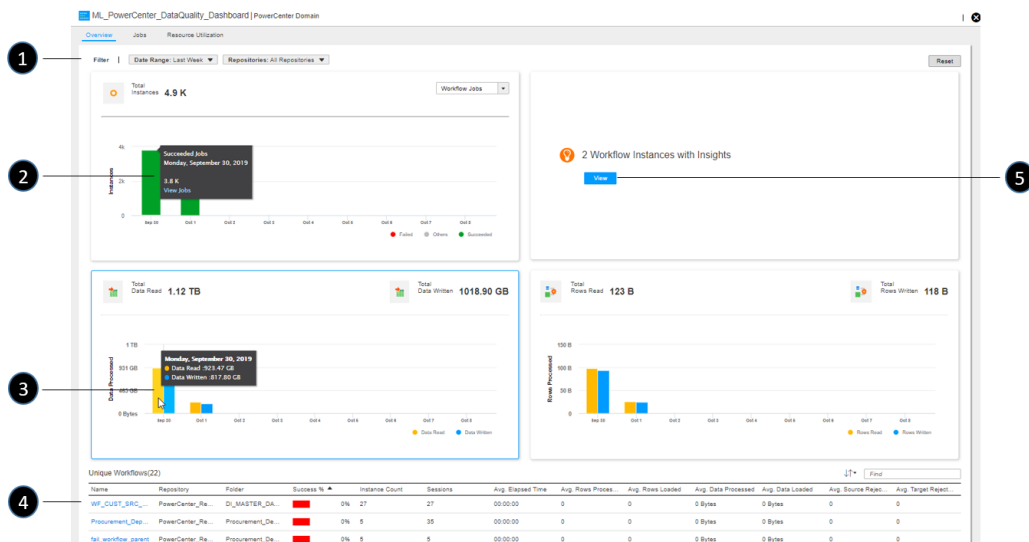 ML_PowerCenter_DataQuality_Dashboard | PowerCenter Domain
Overview Jobs Resource Utilization
1
Filter | Date Range: Last Week Repositories: All Repositories Reset
Total Instances 4.9 K
Workflow Jobs
4k
2k
0
Instances
Succeeded Jobs
Monday, September 30, 2019
3.8 K
View Jobs
2
Sep 30 Oct 1 Oct 2 Oct 3 Oct 4 Oct 5 Oct 6 Oct 7 Oct 8
Failed Others Succeeded
2 Workflow Instances with Insights
View
5
Total Data Read 1.12 TB
Total Data Written 1018.90 GB
1 TB
931 GB
465 GB
0 Bytes
Data Processed
Monday, September 30, 2019
Data Read :923.47 GB
Data Written :817.80 GB
3
Sep 30 Oct 1 Oct 2 Oct 3 Oct 4 Oct 5 Oct 6 Oct 7 Oct 8
Data Read Data Written
Total Rows Read 123 B
Total Rows Written 118 B
150 B
100 B
50 B
0
Rows Processed
Sep 30 Oct 1 Oct 2 Oct 3 Oct 4 Oct 5 Oct 6 Oct 7 Oct 8
Rows Read Rows Written
Unique Workflows(22)
Find
Name Repository Folder Success % Instance Count Sessions Avg. Elapsed Time Avg. Rows Proces... Avg. Rows Loaded Avg. Data Processed Avg. Data Loaded Avg. Source Rejec... Avg. Target Reject...
4
WF_CUST_SRC_... PowerCenter_Re... DI_MASTER_DA... 0% 27 27 00:00:00 0 0 0 Bytes 0 Bytes 0 0
Procurement_Dep... PowerCenter_Re... Procurement_De... 0% 5 35 00:00:00 0 0 0 Bytes 0 Bytes 0 0
fail_workflow_parent PowerCenter_Re... Procurement_De... 0% 5 5 00:00:00 0 0 0 Bytes 0 Bytes 0 0